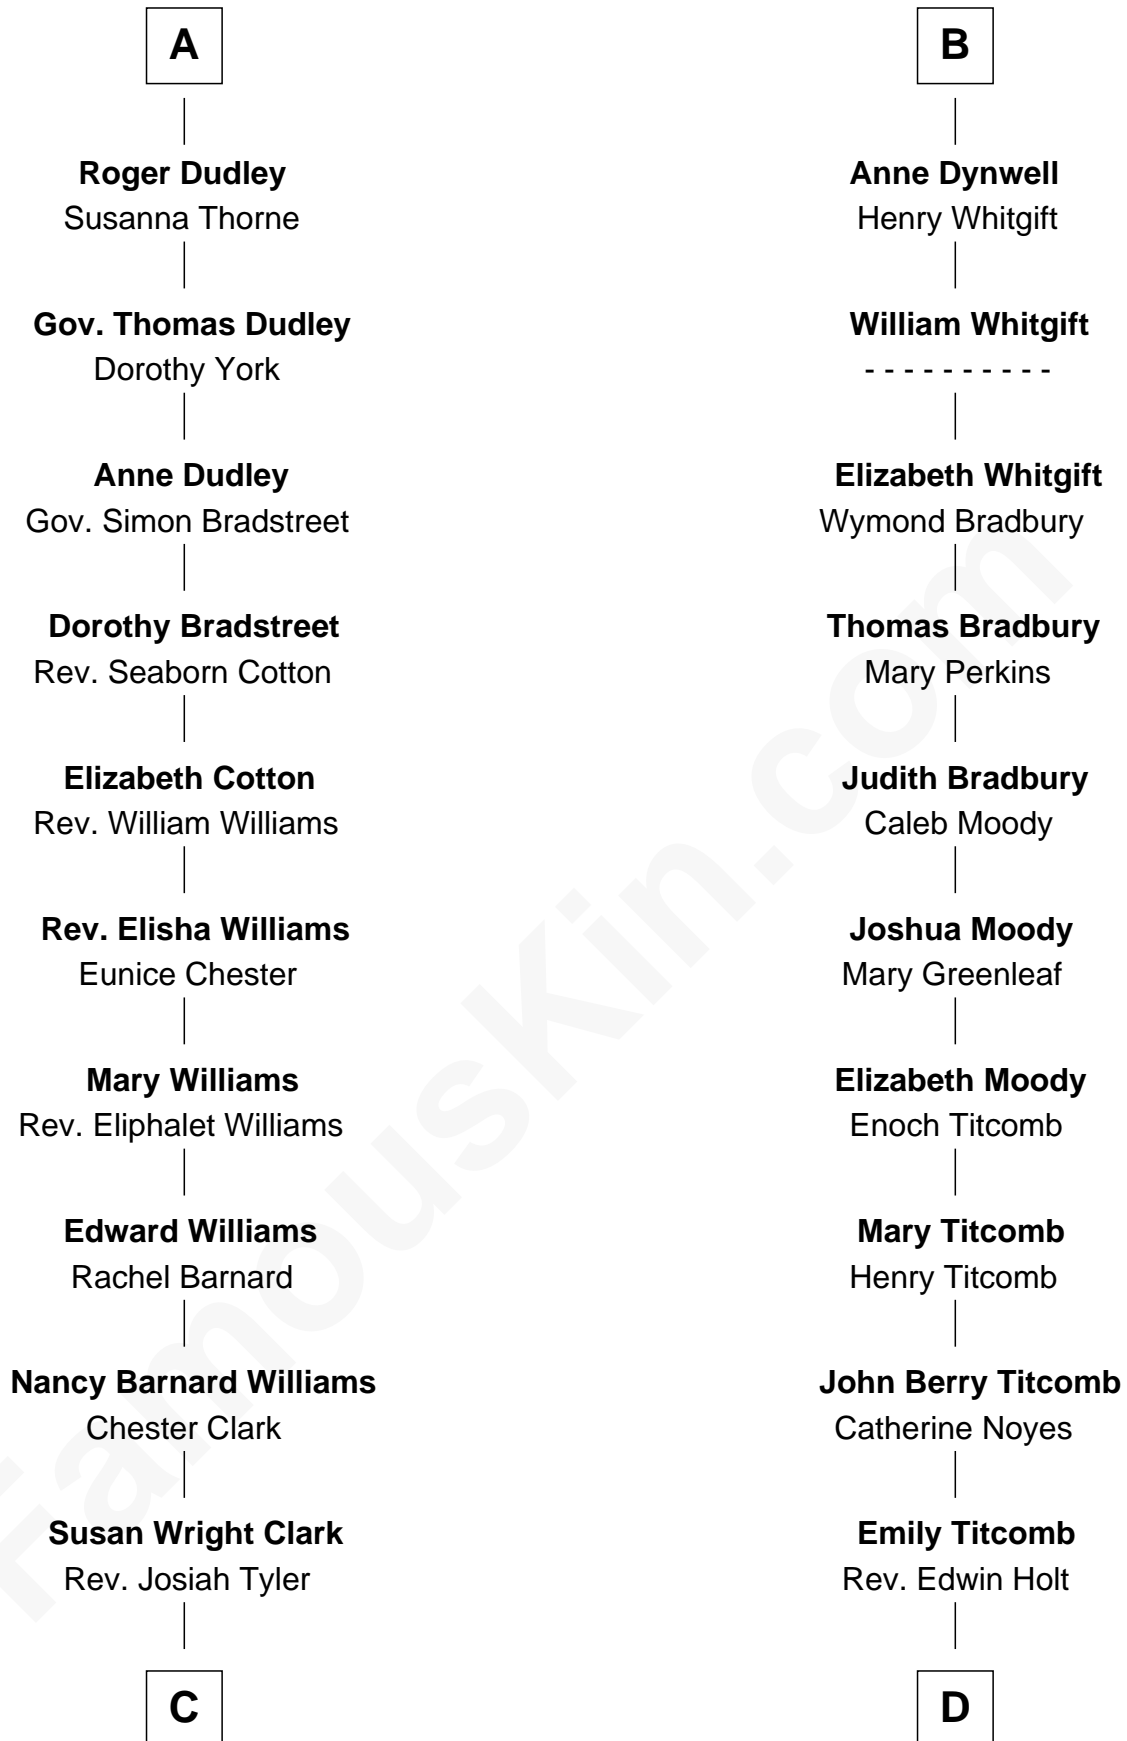 A
Roger Dudley
Susanna Thorne
Gov. Thomas Dudley
Dorothy York
Anne Dudley
Gov. Simon Bradstreet
Dorothy Bradstreet
Rev. Seaborn Cotton
Elizabeth Cotton
Rev. William Williams
Rev. Elisha Williams
Eunice Chester
Mary Williams
Rev. Eliphalet Williams
Edward Williams
Rachel Barnard
Nancy Barnard Williams
Chester Clark
Susan Wright Clark
Rev. Josiah Tyler
C
B
Anne Dynwell
Henry Whitgift
William Whitgift
- - - - - - - - - -
Elizabeth Whitgift
Wymond Bradbury
Thomas Bradbury
Mary Perkins
Judith Bradbury
Caleb Moody
Joshua Moody
Mary Greenleaf
Elizabeth Moody
Enoch Titcomb
Mary Titcomb
Henry Titcomb
John Berry Titcomb
Catherine Noyes
Emily Titcomb
Rev. Edwin Holt
D
FamousKin.com